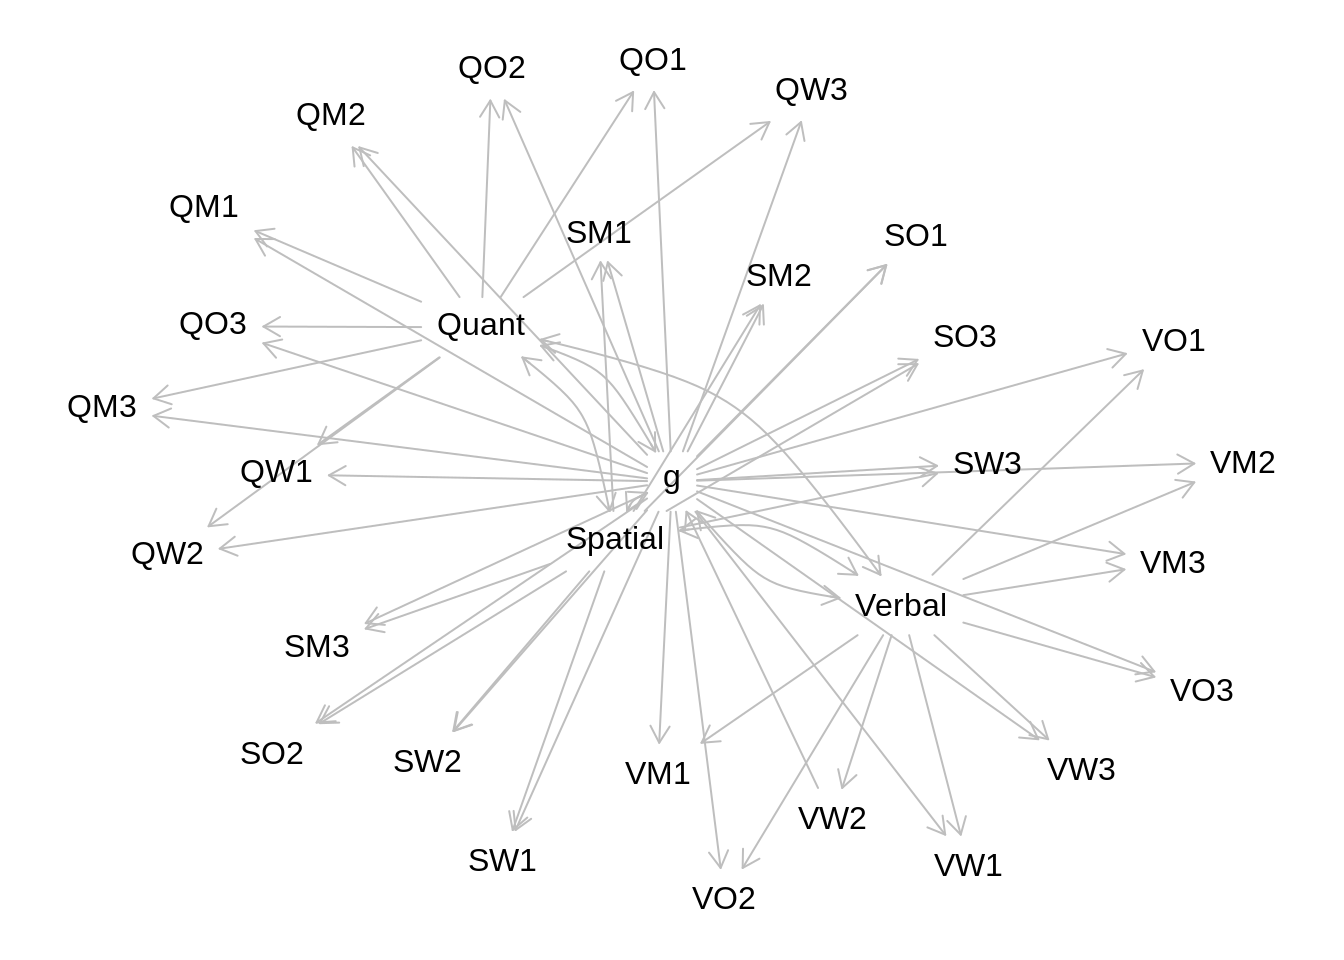 QO1
QO2
QW3
QM2
QM1
SM1
SO1
SM2
QO3
Quant
SO3
VO1
QM3
SW3
VM2
QW1
g
Spatial
QW2
VM3
Verbal
SM3
VO3
SO2
SW2
VM1
VW3
VW2
SW1
VW1
VO2